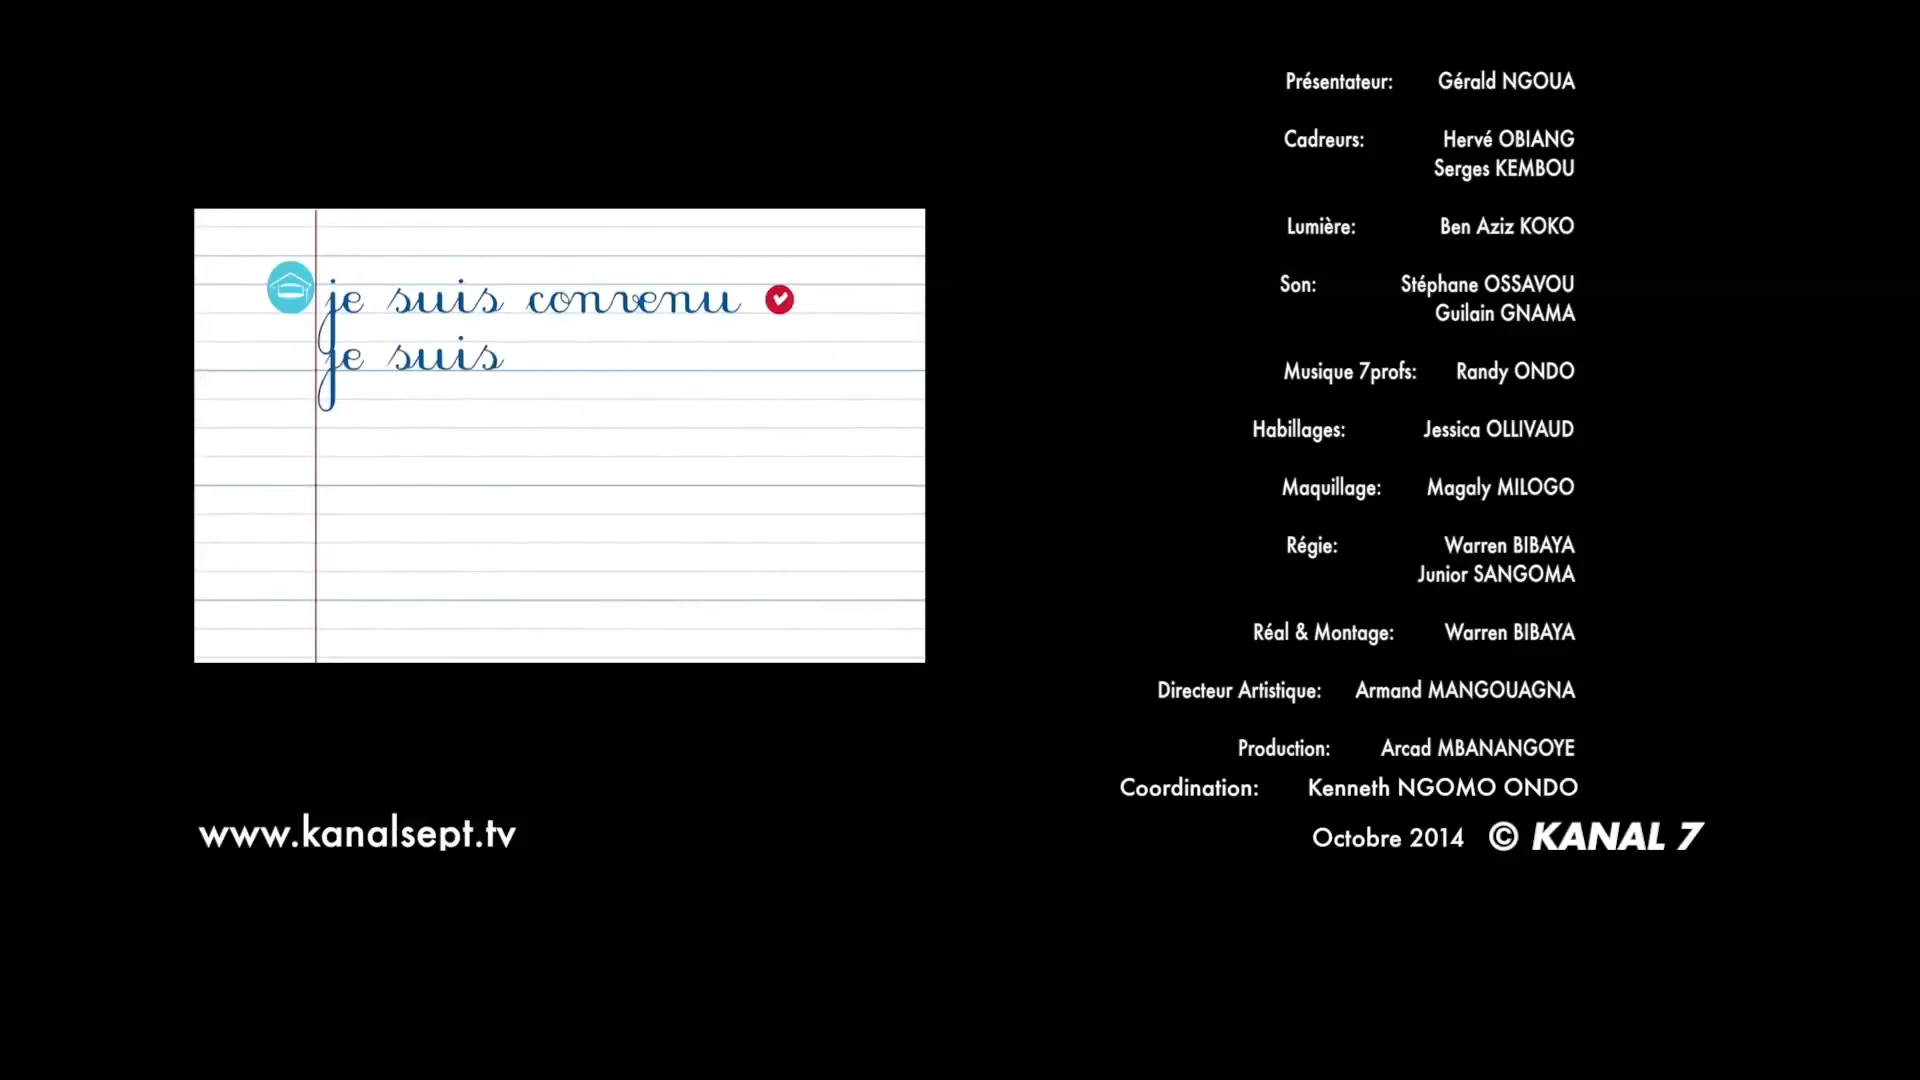 je suis convenu
je suis
www.kanalsept.tv
Présentateur: Gérald NGOUA
Cadreurs: Hervé OBIANG
Serges KEMBOU
Lumière: Ben Aziz KOKO
Son: Stéphane OSSAVOU
Guilain GNAMA
Musique 7profs: Randy ONDO
Habillages: Jessica OLLIVAUD
Maquillage: Magaly MILOGO
Régie: Warren BIBAYA
Junior SANGOMA
Réal & Montage: Warren BIBAYA
Directeur Artistique: Armand MANGOUAGNA
Production: Arcad MBANANGOYE
Coordination: Kenneth NGOMO ONDO
Octobre 2014 © KANAL 7